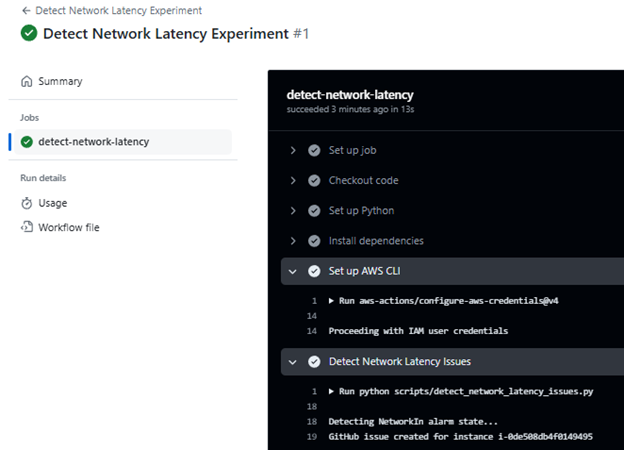 ← Detect Network Latency Experiment
Detect Network Latency Experiment #1
Summary
Jobs
detect-network-latency
Run details
Usage
Workflow file
detect-network-latency
succeeded 3 minutes ago in 13s
Set up job
Checkout code
Set up Python
Install dependencies
Set up AWS CLI
1 ▶ Run aws-actions/configure-aws-credentials@v4
14
14 Proceeding with IAM user credentials
Detect Network Latency Issues
1 ▶ Run python scripts/detect_network_latency_issues.py
18
18 Detecting NetworkIn alarm state...
19 GitHub issue created for instance i-0de508db4f0149495